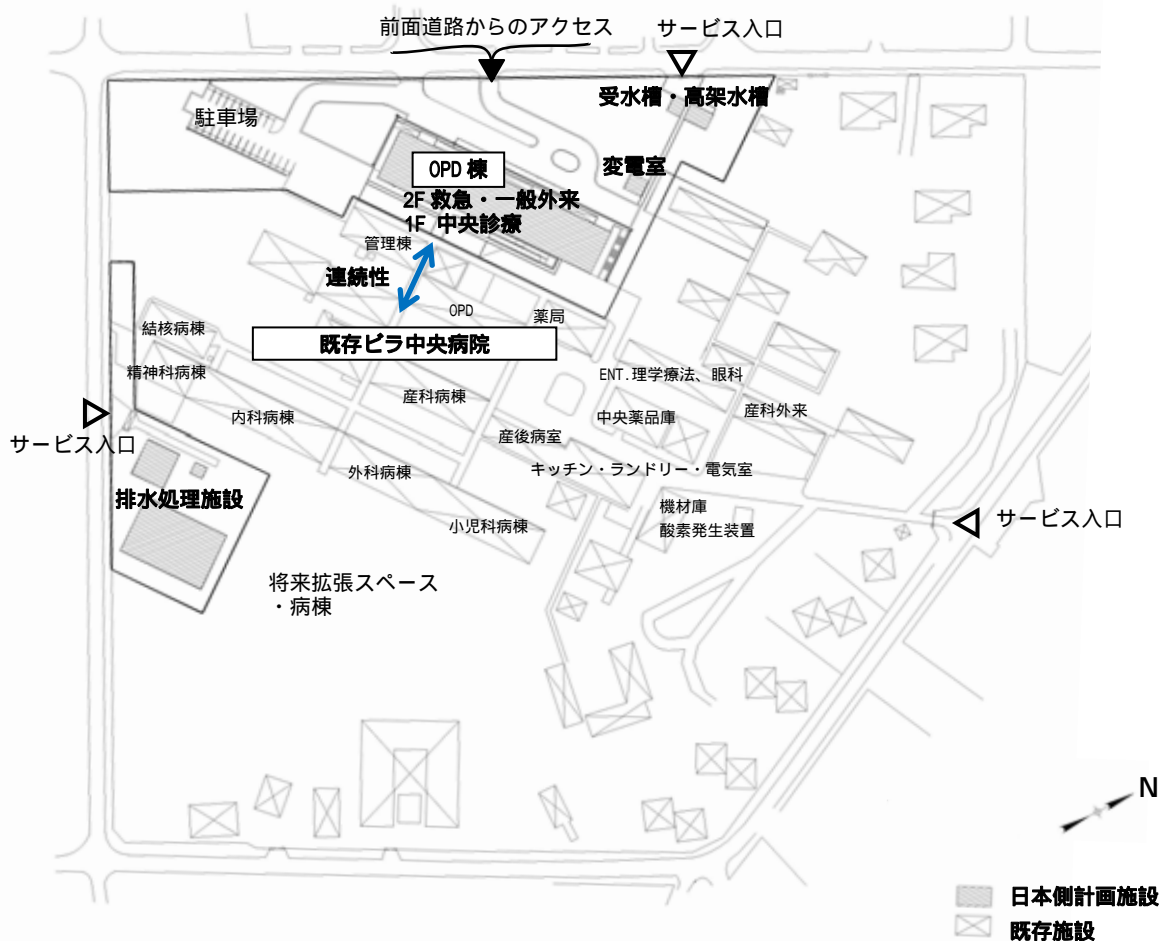 前面道路からのアクセス
サービス入口
受水槽・高架水槽
駐車場
変電室
OPD 棟
2F 救急・一般外来
1F 中央診療
管理棟
連続性
OPD
薬局
既存ビラ中央病院
結核病棟
精神科病棟
ENT.理学療法、眼科
内科病棟
産科病棟
中央薬品庫
産科外来
サービス入口
産後病室
外科病棟
キッチン・ランドリー・電気室
排水処理施設
機材庫
酸素発生装置
小児科病棟
サービス入口
将来拡張スペース
・病棟
N
日本側計画施設
既存施設